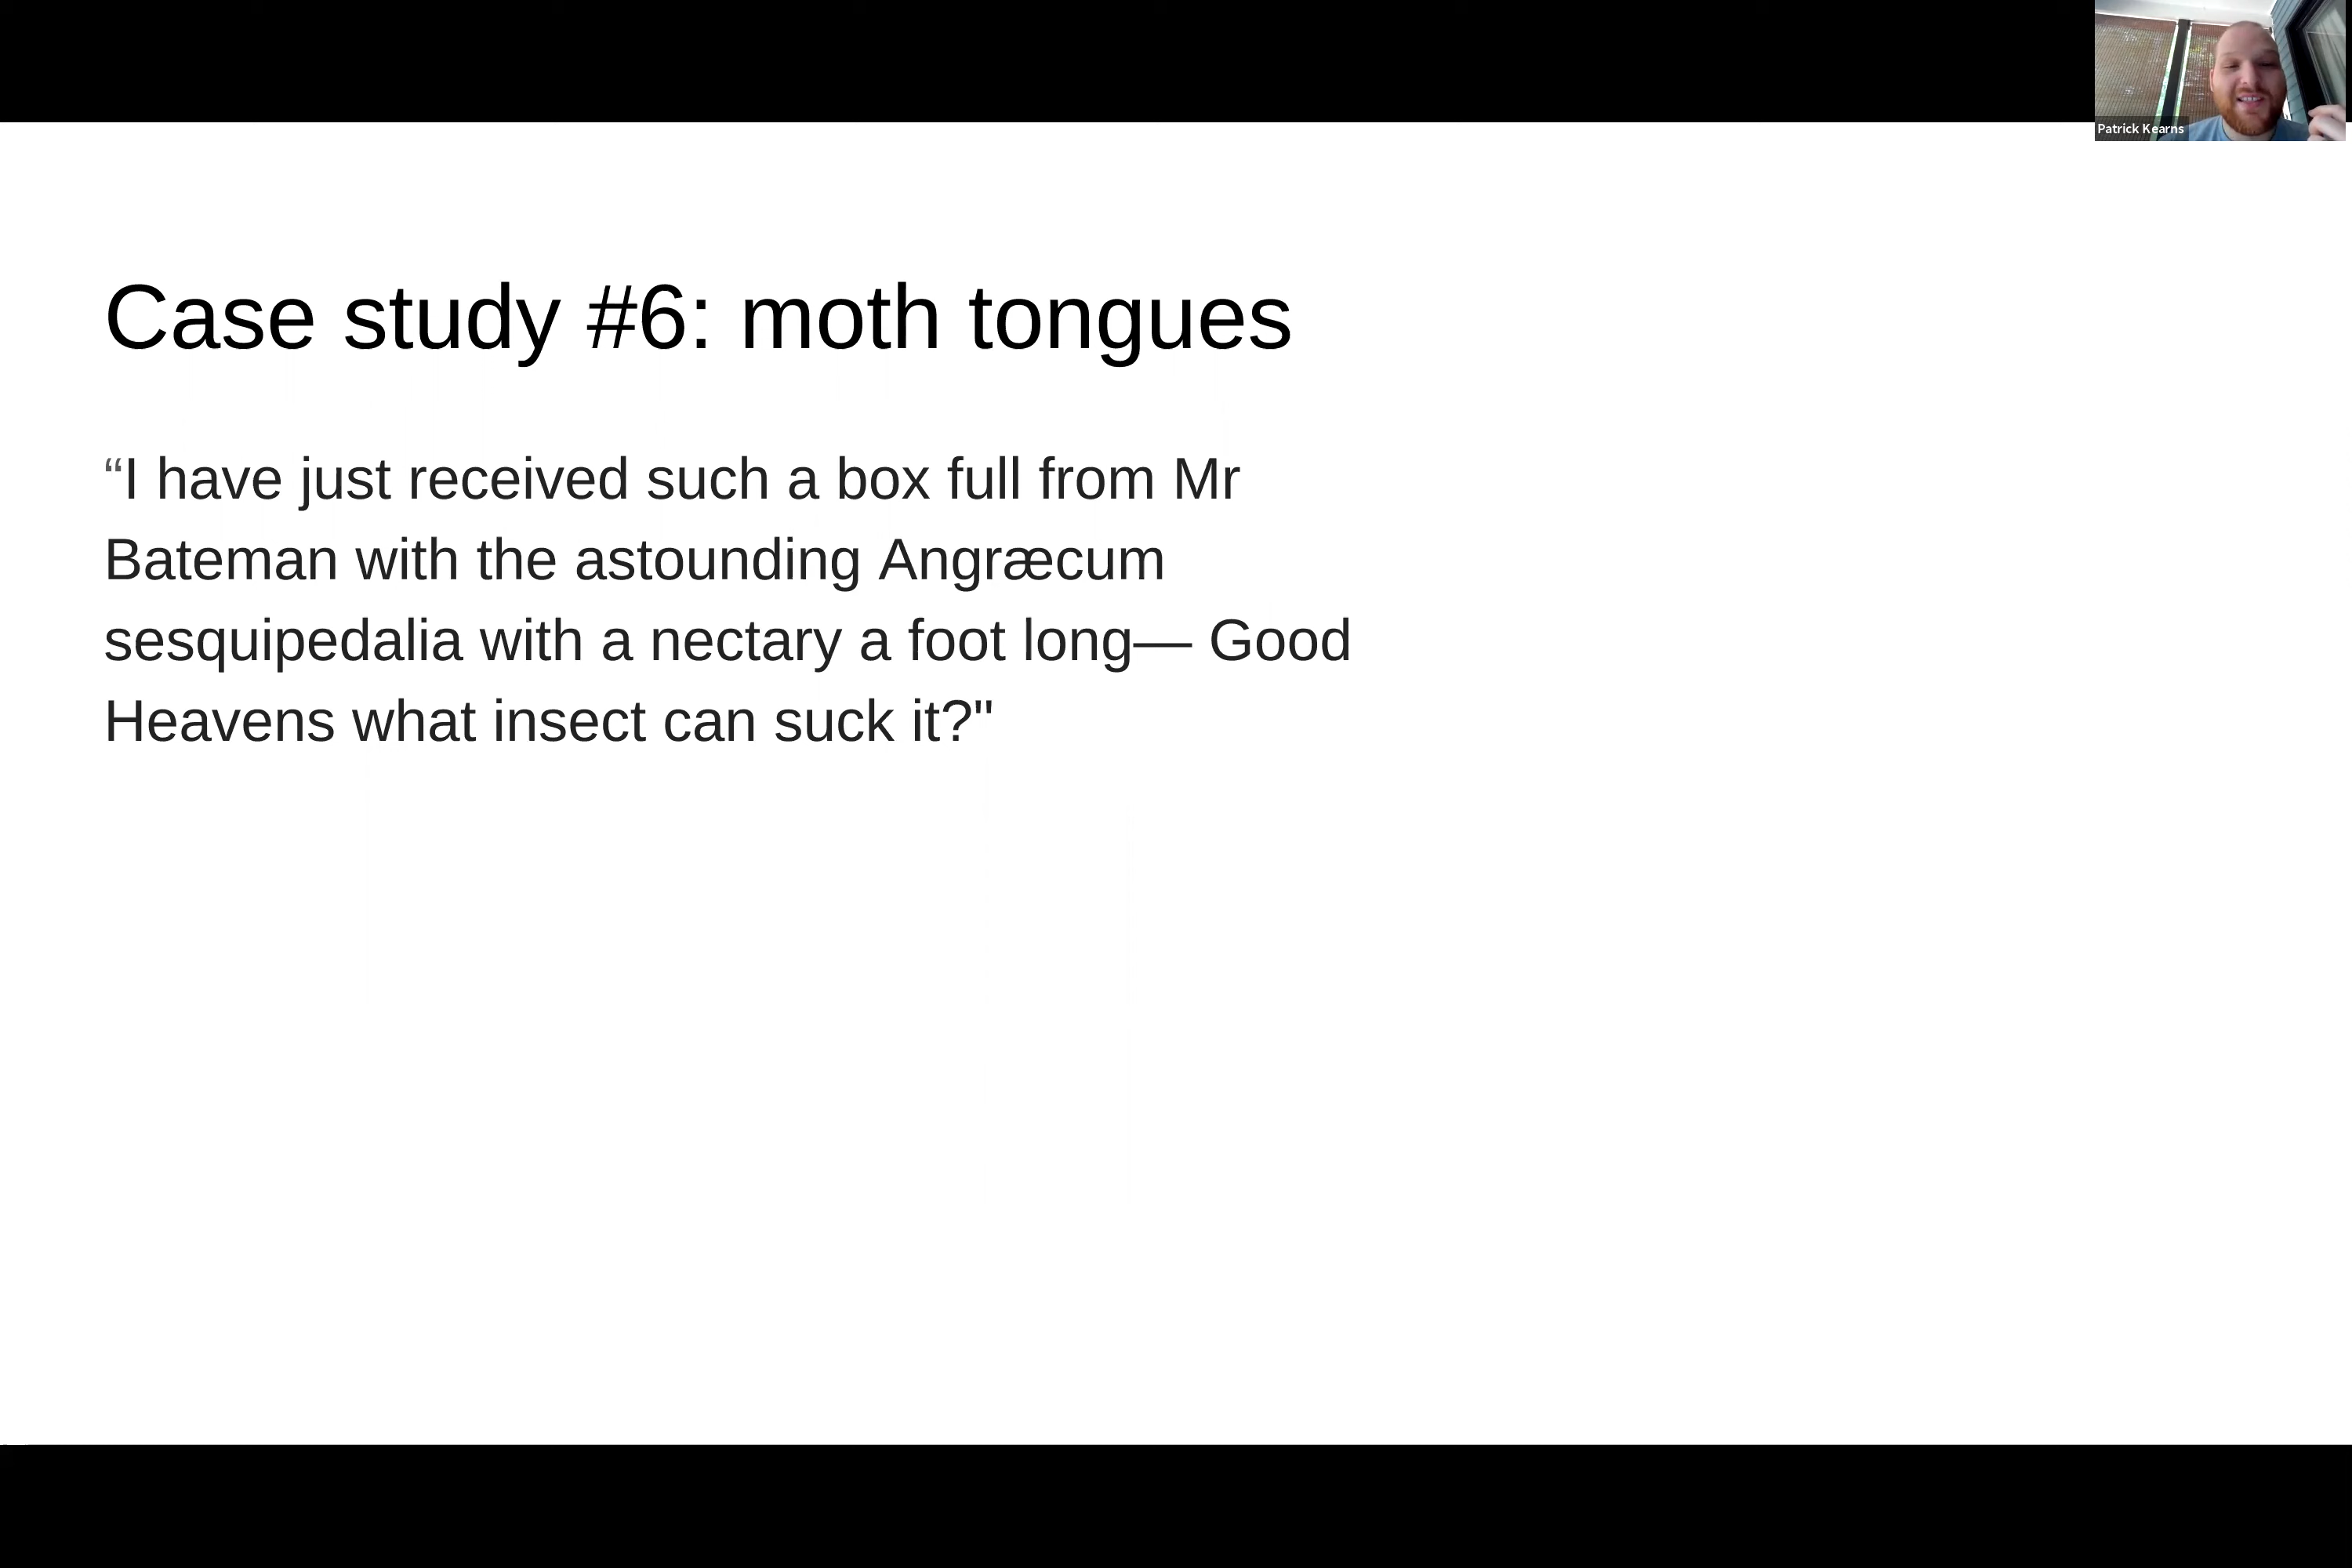 Patrick Kearns
Case study #6: moth tongues
“I have just received such a box full from Mr
Bateman with the astounding Angræcum
sesquipedalia with a nectary a foot long— Good
Heavens what insect can suck it?"